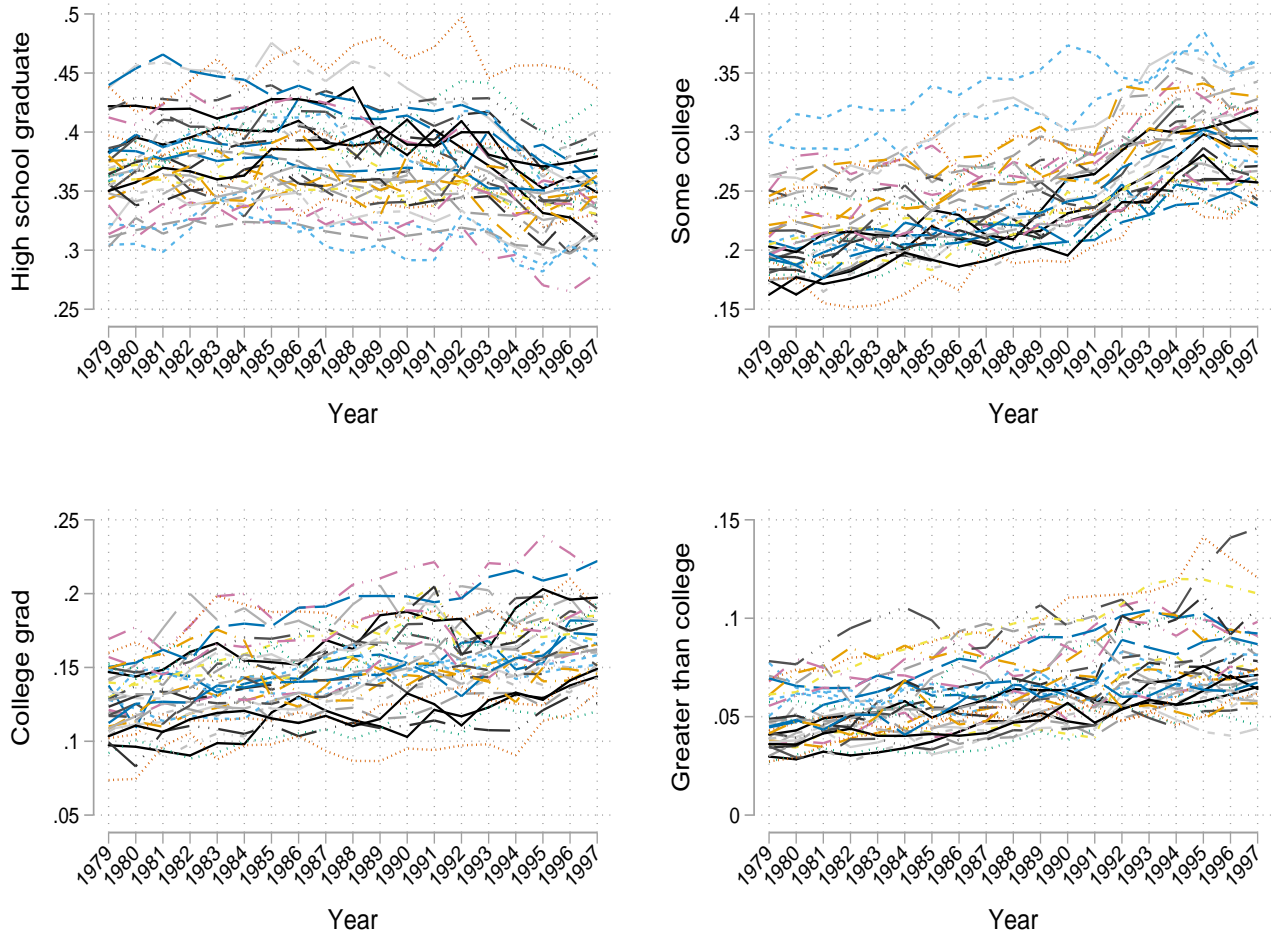 High school graduate
.5
.45
.4
.35
.3
.25
1979 1980 1981 1982 1983 1984 1985 1986 1987 1988 1989 1990 1991 1992 1993 1994 1995 1996 1997
Year
Some college
.4
.35
.3
.25
.2
.15
1979 1980 1981 1982 1983 1984 1985 1986 1987 1988 1989 1990 1991 1992 1993 1994 1995 1996 1997
Year
College grad
.25
.2
.15
.1
.05
1979 1980 1981 1982 1983 1984 1985 1986 1987 1988 1989 1990 1991 1992 1993 1994 1995 1996 1997
Year
Greater than college
.15
.1
.05
0
1979 1980 1981 1982 1983 1984 1985 1986 1987 1988 1989 1990 1991 1992 1993 1994 1995 1996 1997
Year